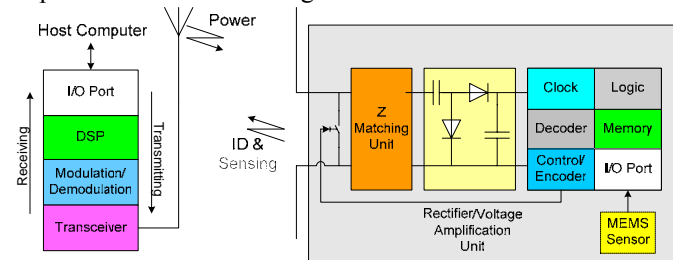 Power
Host Computer
I/O Port
DSP
Modulation/
Demodulation
Transceiver
Receiving
Transmitting
ID &
Sensing
Z
Matching
Unit
Rectifier/Voltage
Amplification
Unit
Clock
Logic
Decoder
Memory
Control/
Encoder
I/O Port
MEMS
Sensor